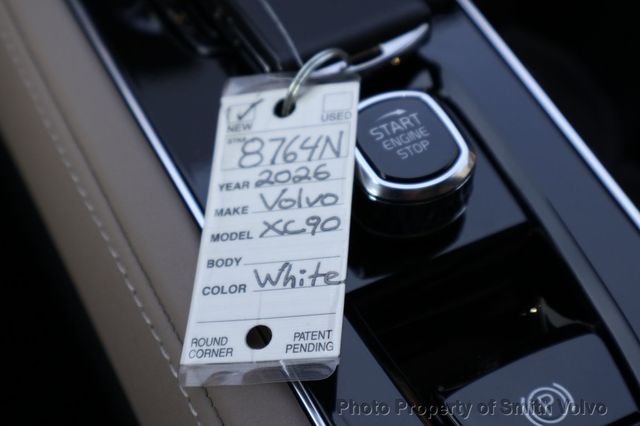 NEW USED
STK# 8764N
YEAR 2026
MAKE Volvo
MODEL XC90
BODY
COLOR White
ROUND CORNER
PATENT PENDING
START
ENGINE
STOP
P
Photo Property of Smith Volvo